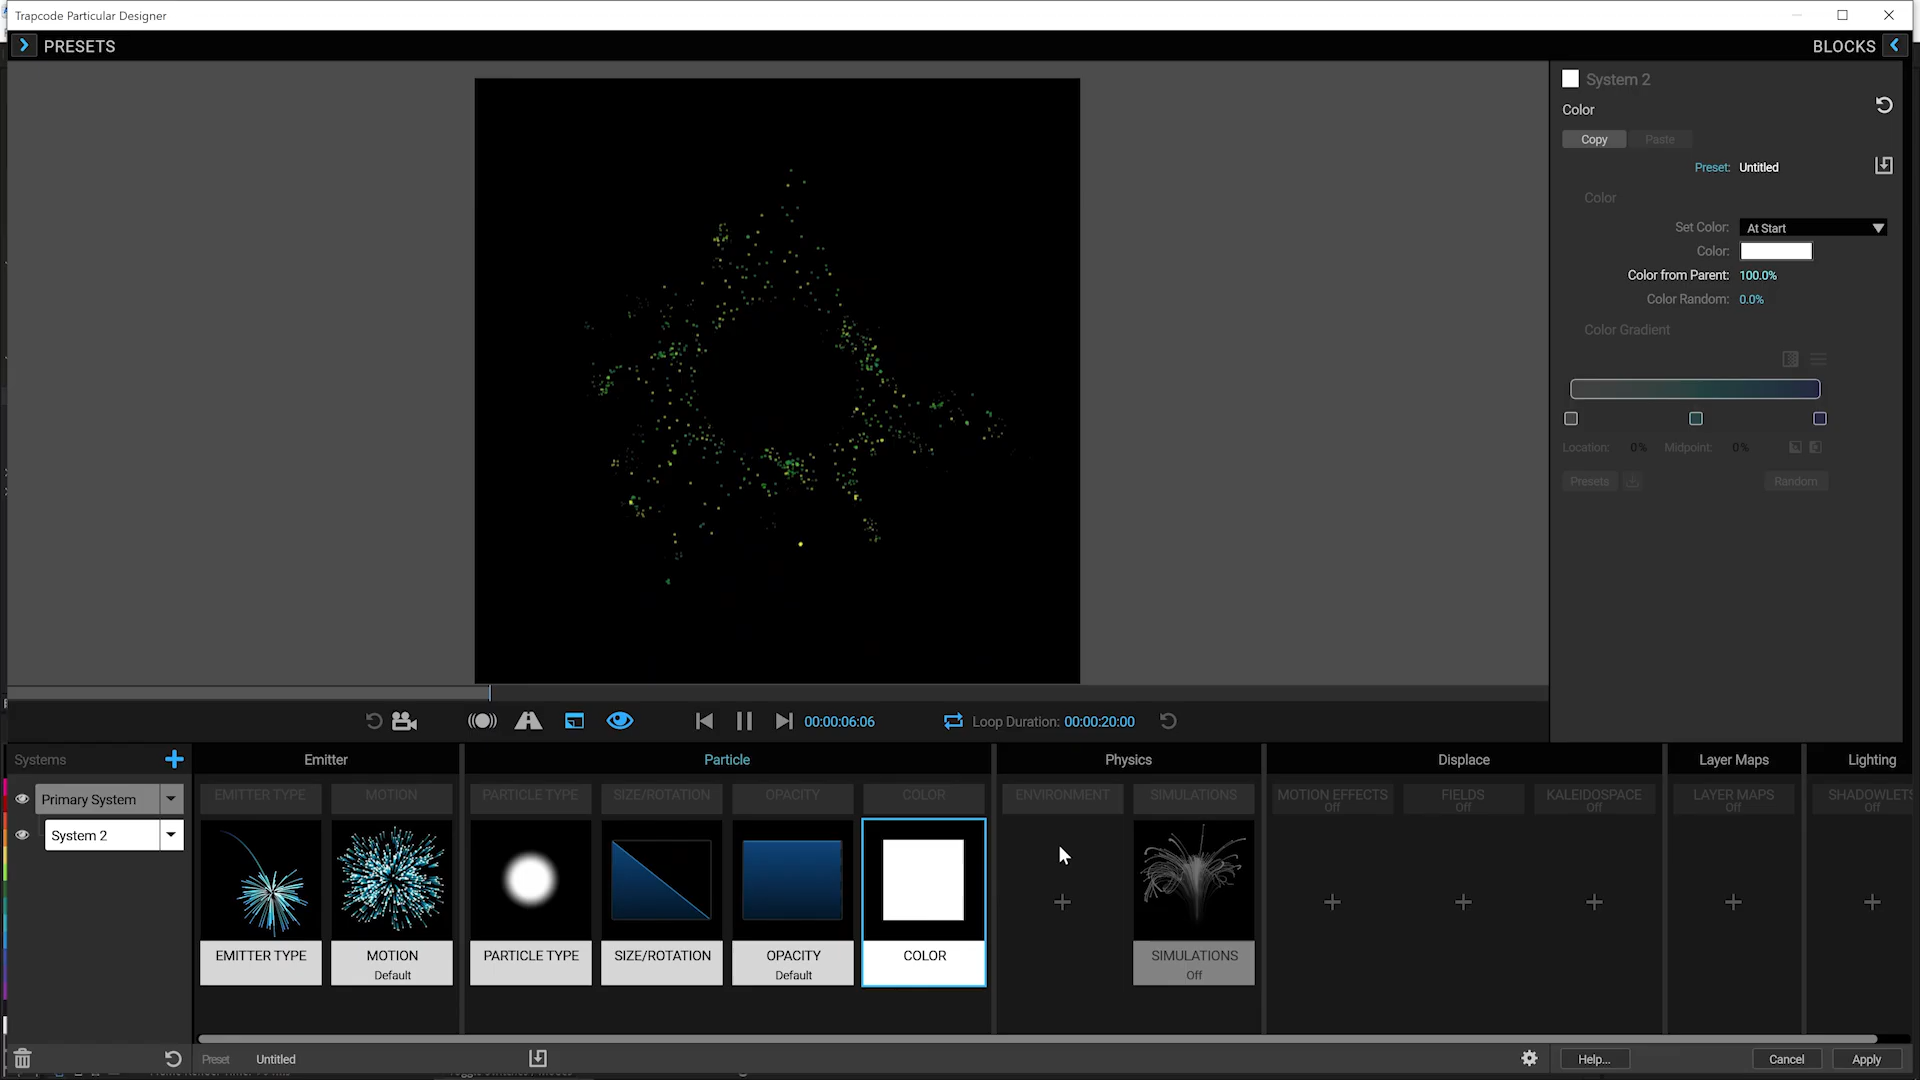 Trapcode Particular Designer
PRESETS
BLOCKS
System 2
Color
Copy Paste
Preset: Untitled
Color
Set Color: At Start
Color:
Color from Parent: 100.0%
Color Random: 0.0%
Color Gradient
Location: 0% Midpoint: 0%
Presets Random
00:00:06:06
Loop Duration: 00:00:20:00
Systems
Emitter
Particle
Physics
Displace
Layer Maps
Lighting
Primary System
System 2
EMITTER TYPE
MOTION
PARTICLE TYPE
SIZE/ROTATION
OPACITY
COLOR
ENVIRONMENT
SIMULATIONS
MOTION EFFECTS
Off
FIELDS
Off
KALEIDOSPACE
Off
LAYER MAPS
Off
SHADOWLETS
Off
EMITTER TYPE
MOTION
Default
PARTICLE TYPE
SIZE/ROTATION
OPACITY
Default
COLOR
SIMULATIONS
Off
Preset Untitled
Help...
Cancel
Apply